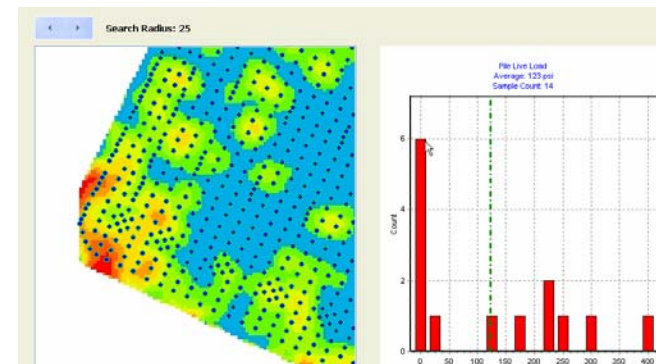 Search Radius: 25
Pile Live Load
Average: 123 psi
Sample Count: 14
6
4
2
0
Count
0 50 100 150 200 250 300 350 400